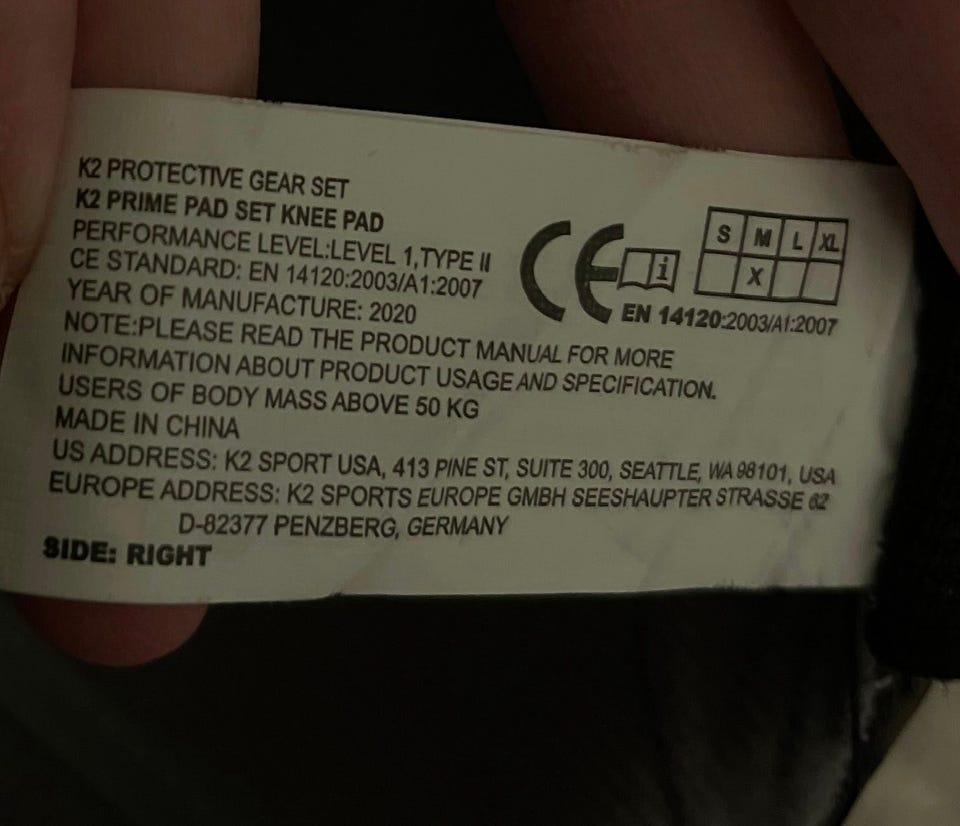 K2 PROTECTIVE GEAR SET
K2 PRIME PAD SET KNEE PAD
PERFORMANCE LEVEL:LEVEL 1,TYPE II
CE STANDARD: EN 14120:2003/A1:2007
YEAR OF MANUFACTURE: 2020
NOTE:PLEASE READ THE PRODUCT MANUAL FOR MORE
INFORMATION ABOUT PRODUCT USAGE AND SPECIFICATION.
USERS OF BODY MASS ABOVE 50 KG
MADE IN CHINA
US ADDRESS: K2 SPORT USA, 413 PINE ST, SUITE 300, SEATTLE, WA 98101, USA
EUROPE ADDRESS: K2 SPORTS EUROPE GMBH SEESHAUPTER STRASSE 62
D-82377 PENZBERG, GERMANY
SIDE: RIGHT
CE i
S M L XL
X
EN 14120:2003/A1:2007